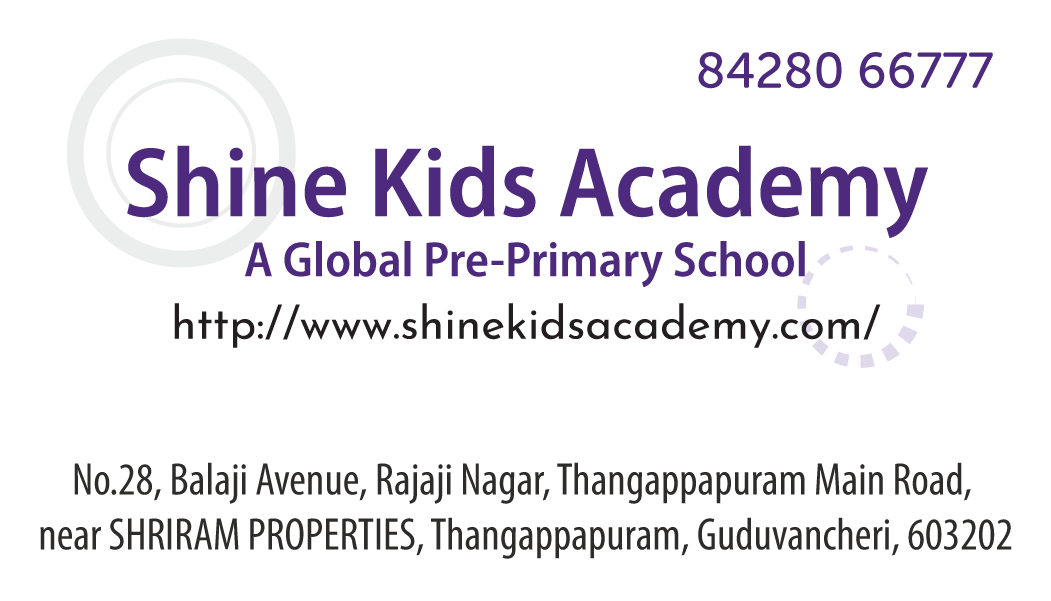 84280 66777
Shine Kids Academy
A Global Pre-Primary School
http://www.shinekidsacademy.com/
No.28, Balaji Avenue, Rajaji Nagar, Thangappapuram Main Road,
near SHRIRAM PROPERTIES, Thangappapuram, Guduvancheri, 603202